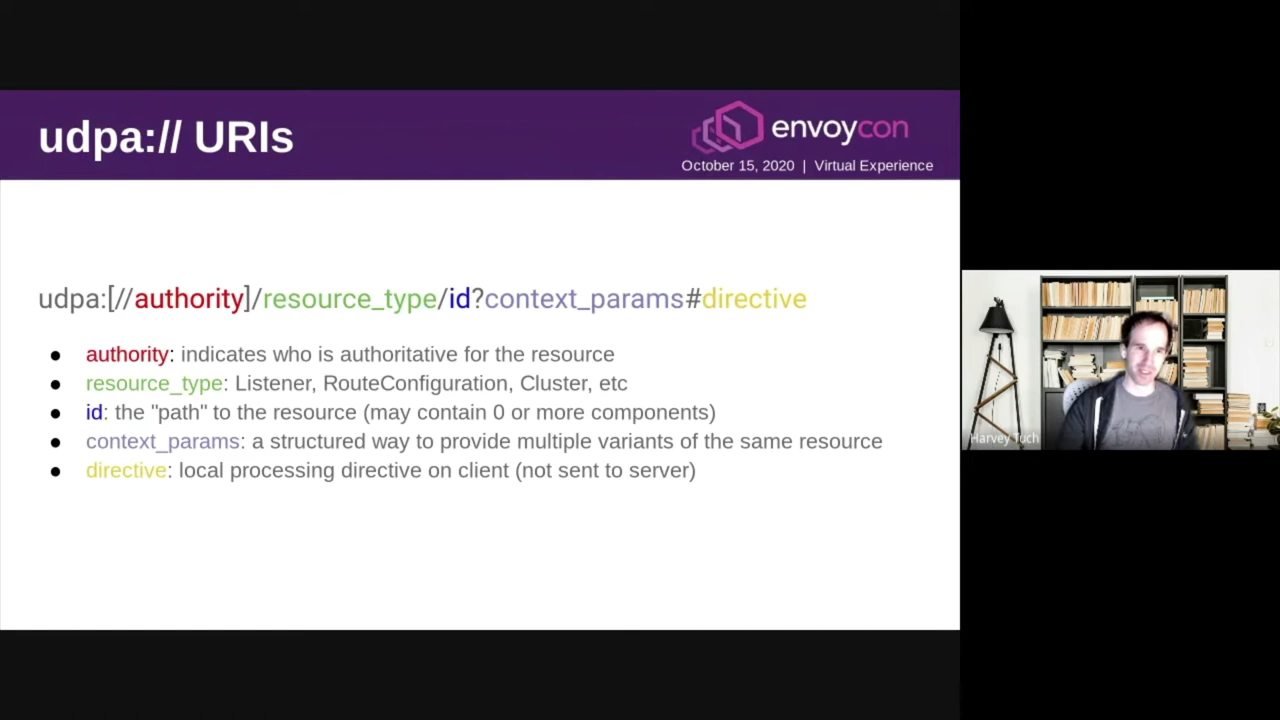 udpa:// URIs
envoycon
October 15, 2020 | Virtual Experience
udpa:[//authority]/resource_type/id?context_params#directive
● authority: indicates who is authoritative for the resource
● resource_type: Listener, RouteConfiguration, Cluster, etc
● id: the "path" to the resource (may contain 0 or more components)
● context_params: a structured way to provide multiple variants of the same resource
● directive: local processing directive on client (not sent to server)
Harvey Tuch